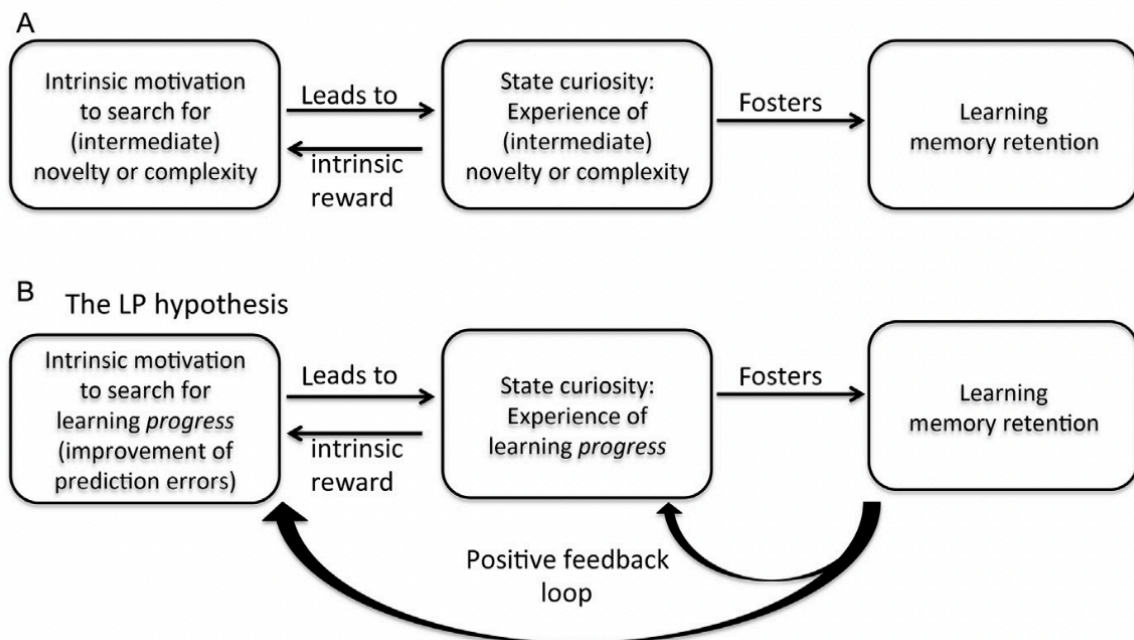 A
Intrinsic motivation
to search for
(intermediate)
novelty or complexity
Leads to
intrinsic
reward
State curiosity:
Experience of
(intermediate)
novelty or complexity
Fosters
Learning
memory retention
B
The LP hypothesis
Intrinsic motivation
to search for
learning progress
(improvement of
prediction errors)
Leads to
intrinsic
reward
State curiosity:
Experience of
learning progress
Fosters
Learning
memory retention
Positive feedback
loop